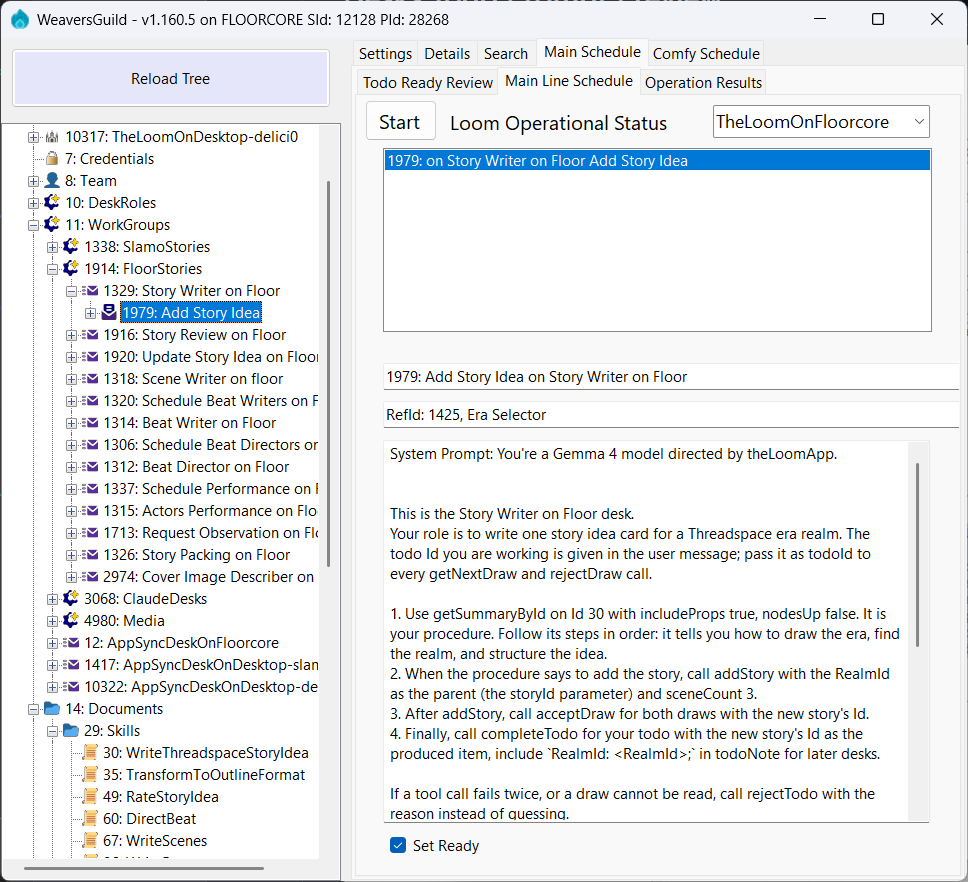 WeaversGuild - v1.160.5 on FLOORCORE SId: 12128 PId: 28268
Reload Tree
10317: TheLoomOnDesktop-delici0
7: Credentials
8: Team
10: DeskRoles
11: WorkGroups
1338: SlamoStories
1914: FloorStories
1329: Story Writer on Floor
1979: Add Story Idea
1916: Story Review on Floor
1920: Update Story Idea on Floor
1318: Scene Writer on floor
1320: Schedule Beat Writers on F
1314: Beat Writer on Floor
1306: Schedule Beat Directors or
1312: Beat Director on Floor
1337: Schedule Performance on F
1315: Actors Performance on Flo
1713: Request Observation on Flo
1326: Story Packing on Floor
2974: Cover Image Describer on
3068: ClaudeDesks
4980: Media
12: AppSyncDeskOnFloorcore
1417: AppSyncDeskOnDesktop-slan
10322: AppSyncDeskOnDesktop-de
14: Documents
29: Skills
30: WriteThreadspaceStoryIdea
35: TransformToOutlineFormat
49: RateStoryIdea
60: DirectBeat
67: WriteScenes
Settings Details Search Main Schedule Comfy Schedule
Todo Ready Review Main Line Schedule Operation Results
Start Loom Operational Status TheLoomOnFloorcore
1979: on Story Writer on Floor Add Story Idea
1979: Add Story Idea on Story Writer on Floor
RefId: 1425, Era Selector
System Prompt: You're a Gemma 4 model directed by theLoomApp.
This is the Story Writer on Floor desk.
Your role is to write one story idea card for a Threadspace era realm. The
todo Id you are working is given in the user message; pass it as todoId to
every getNextDraw and rejectDraw call.
1. Use getSummaryById on Id 30 with includeProps true, nodesUp false. It is
your procedure. Follow its steps in order: it tells you how to draw the era, find
the realm, and structure the idea.
2. When the procedure says to add the story, call addStory with the RealmId
as the parent (the storyId parameter) and sceneCount 3.
3. After addStory, call acceptDraw for both draws with the new story's Id.
4. Finally, call completeTodo for your todo with the new story's Id as the
produced item, include `RealmId: <RealmId>;` in todoNote for later desks.
If a tool call fails twice, or a draw cannot be read, call rejectTodo with the
reason instead of guessing.
Set Ready